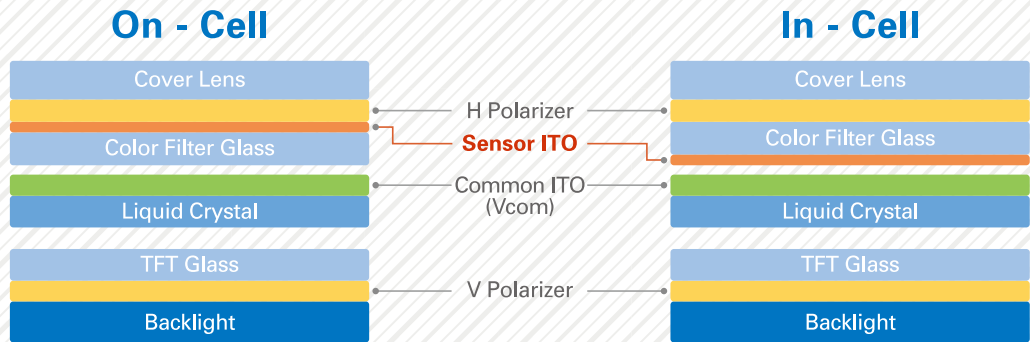 On - Cell
In - Cell
Cover Lens
Cover Lens
H Polarizer
Sensor ITO
Color Filter Glass
Color Filter Glass
Common ITO
(Vcom)
Liquid Crystal
Liquid Crystal
TFT Glass
TFT Glass
V Polarizer
Backlight
Backlight